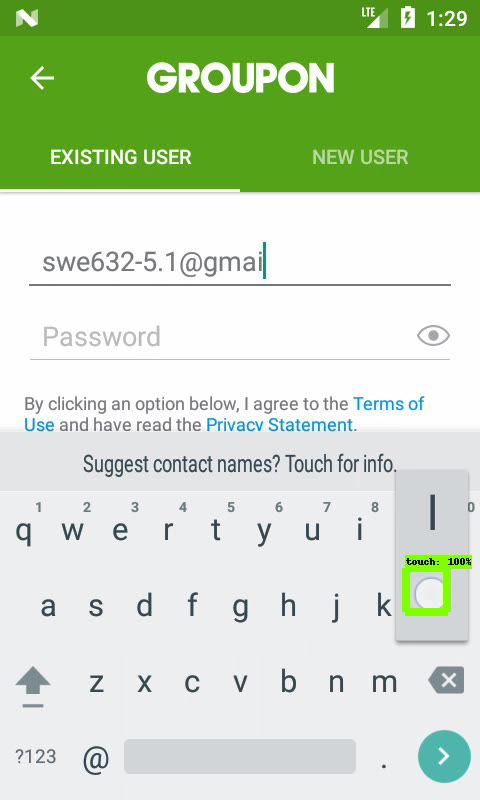 LTE 1:29
GROUPON
EXISTING USER NEW USER
swe632-5.1@gmai
Password
By clicking an option below, I agree to the Terms of
Use and have read the Privacy Statement.
Suggest contact names? Touch for info.
1 2 3 4 5 6 7 8 0
q w e r t y u i
l
touch: 100%
a s d f g h j k
z x c v b n m
?123 @ .